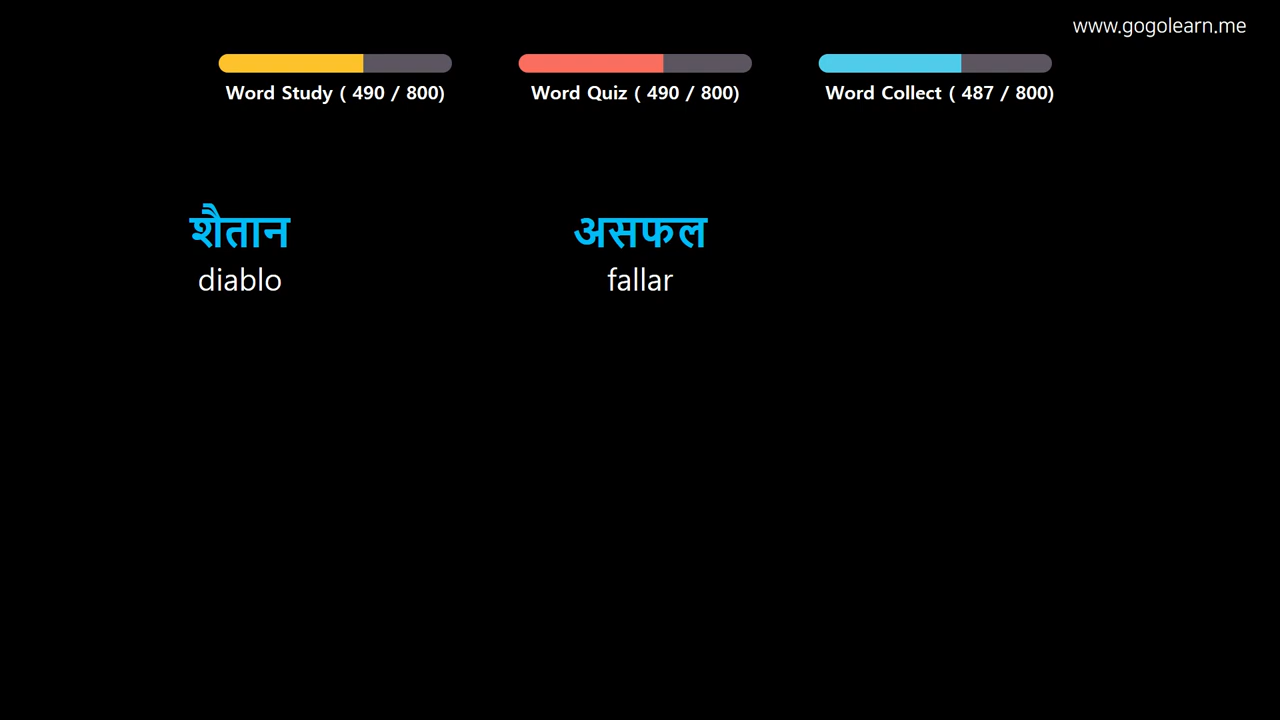 www.gogolearn.me
Word Study ( 490 / 800)
Word Quiz ( 490 / 800)
Word Collect ( 487 / 800)
शैतान
diablo
असफल
fallar